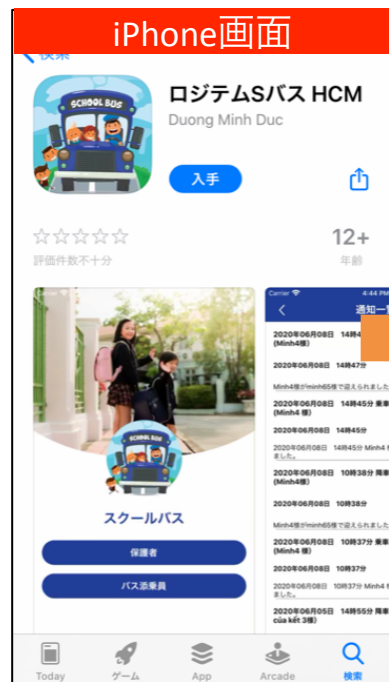 iPhone画面
検索
SCHOOL BUS
ロジテムSバス HCM
Duong Minh Duc
入手
評価件数不十分
12+
年齢
Carrier
スクールバス
保護者
バス添乗員
Carrier
4:44 PM
通知一
2020年06月08日 14時4
(Minh4様)
2020年06月08日 14時47分
Minh4様がminh65様で迎えられました
2020年06月08日 14時45分 乗車
(Minh4 様)
2020年06月08日 14時45分
2020年06月08日 14時45分 Minh4
ました。
2020年06月08日 10時38分 降車
(Minh4 様)
2020年06月08日 10時38分
Minh4様がminh65様で迎えられました
2020年06月08日 10時37分 乗車
(Minh4 様)
2020年06月08日 10時37分
2020年06月08日 10時37分 Minh4
ました。
2020年06月05日 14時55分 降車
của kết 3様)
Today
ゲーム
App
Arcade
検索